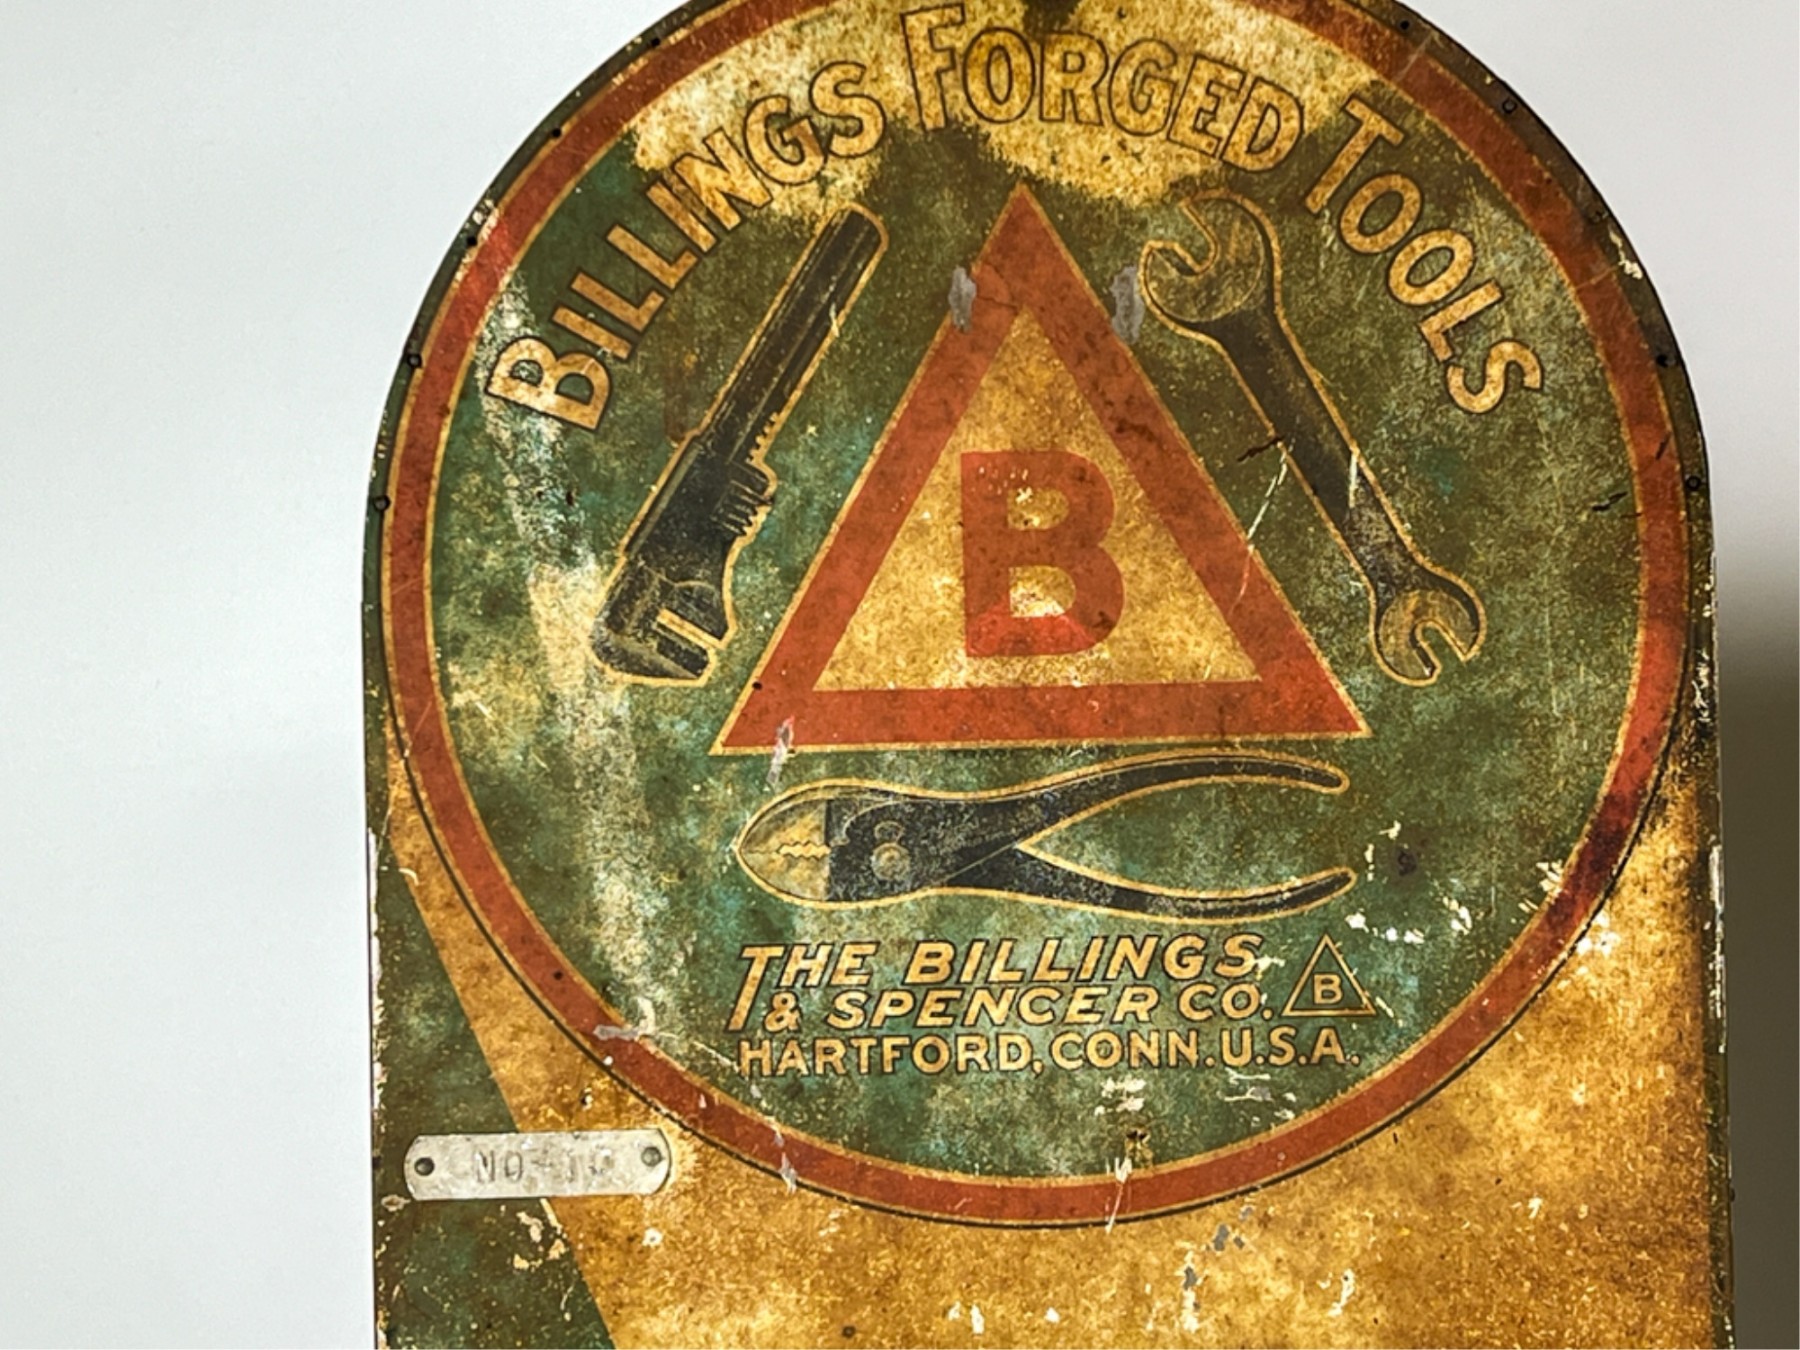 BILLINGS FORGED TOOLS
B
THE BILLINGS
& SPENCER CO. B
HARTFORD, CONN. U.S.A.